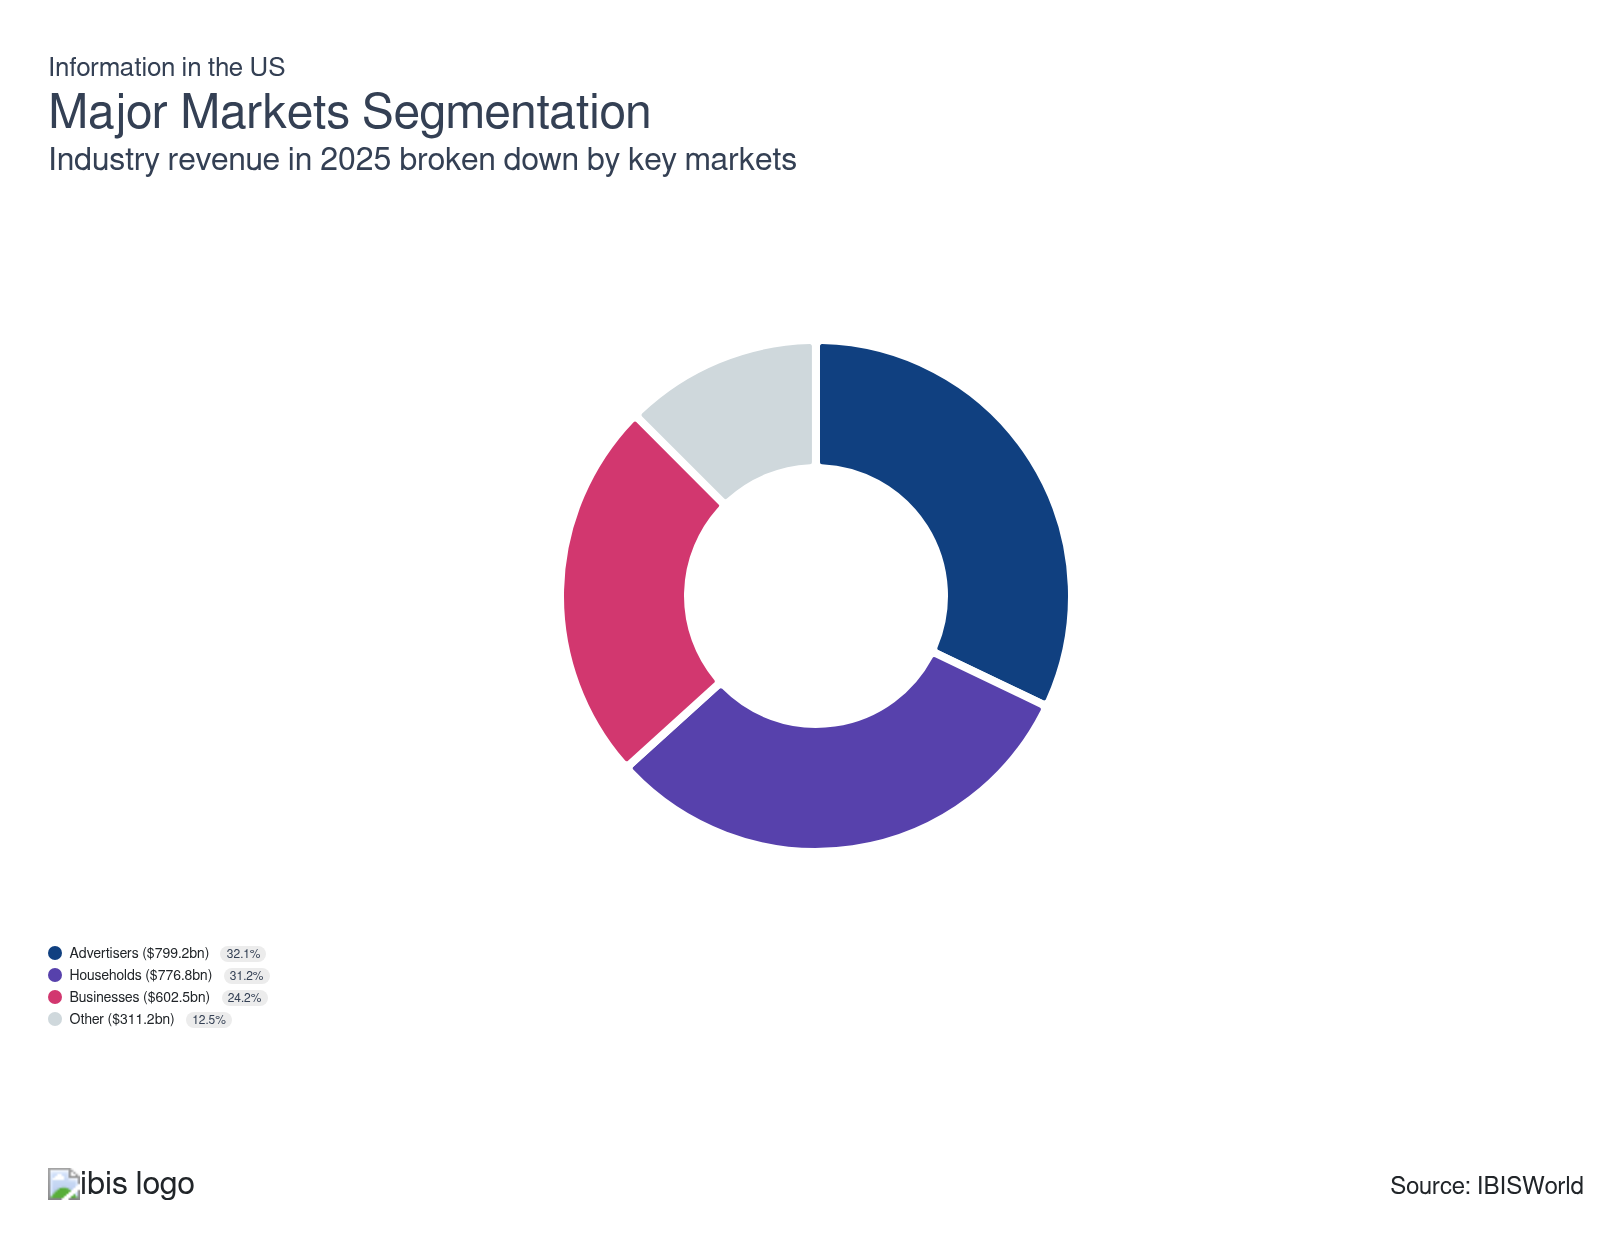 Information in the US
Major Markets Segmentation
Industry revenue in 2025 broken down by key markets
Advertisers ($799.2bn) 32.1%
Households ($776.8bn) 31.2%
Businesses ($602.5bn) 24.2%
Other ($311.2bn) 12.5%
ibis logo
Source: IBISWorld